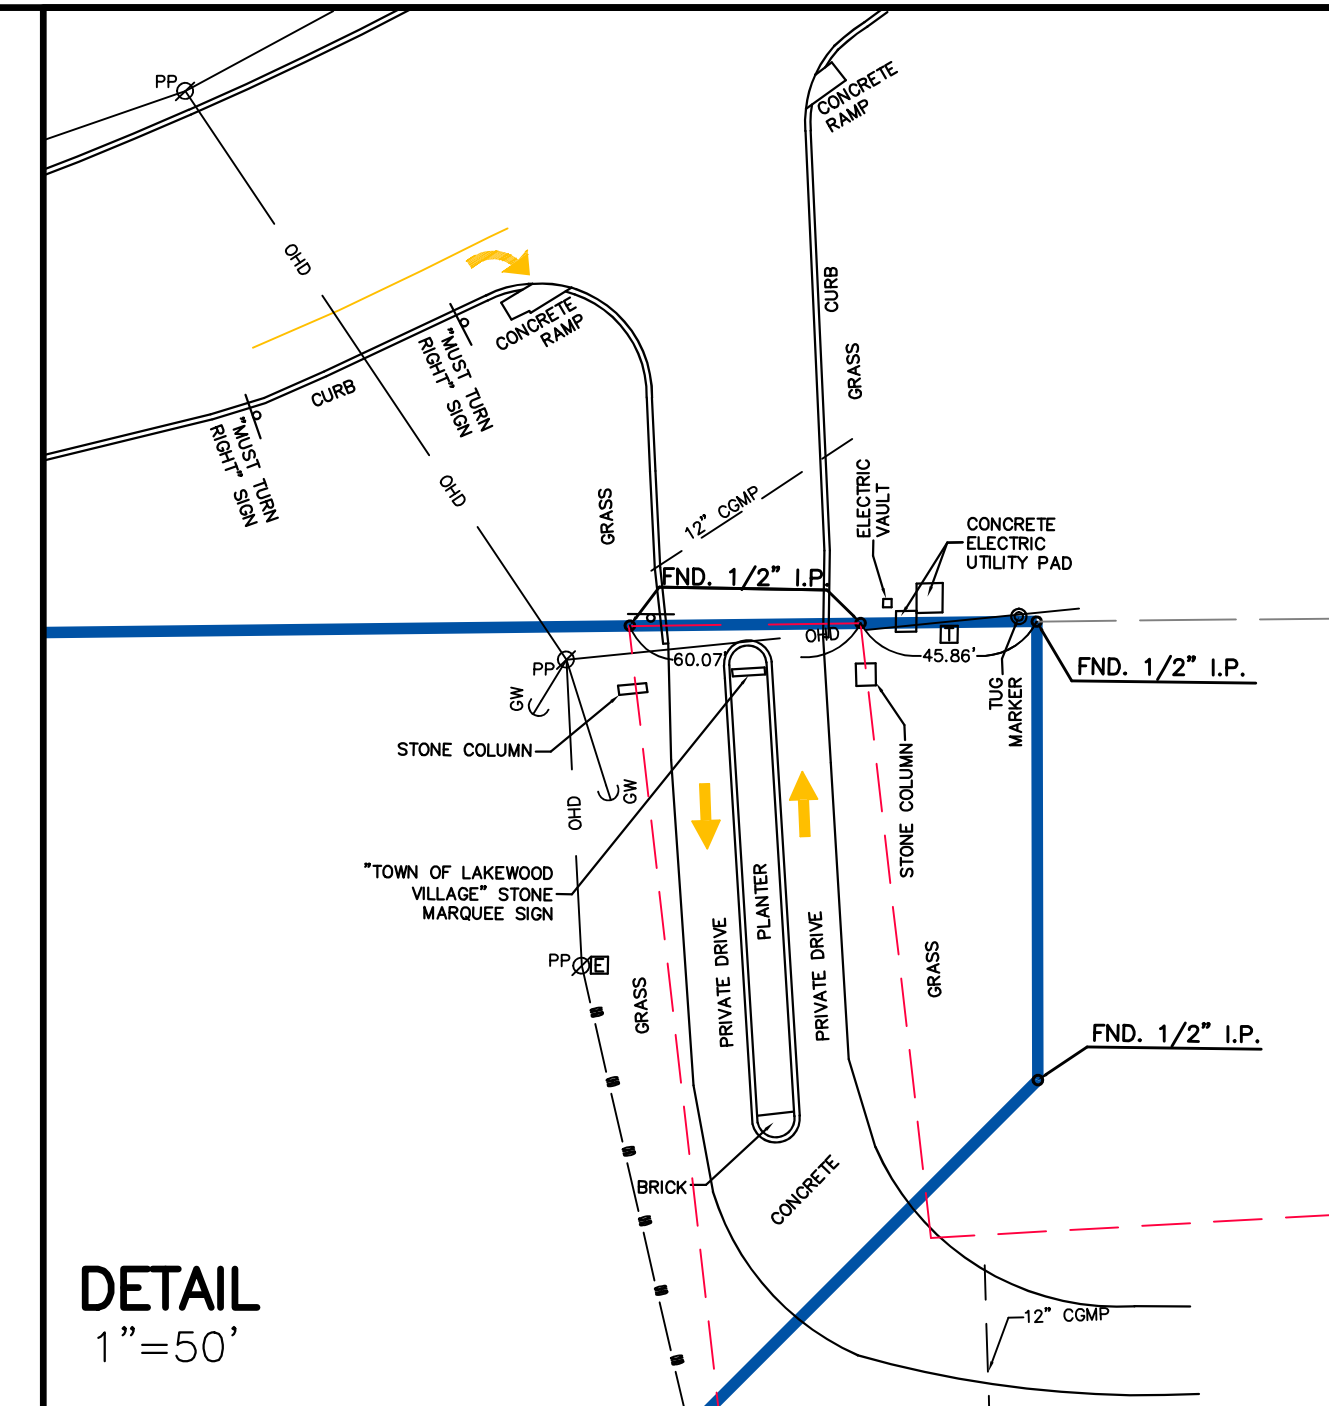 PP
CONCRETE
RAMP
OHD
CURB
CONCRETE
RAMP
"MUST TURN
RIGHT" SIGN
GRASS
CURB
"MUST TURN
RIGHT" SIGN
OHD
ELECTRIC
VAULT
GRASS
12" CGMP
CONCRETE
ELECTRIC
UTILITY PAD
FND. 1/2" I.P.
OHD
T
PP
60.07'
45.86'
FND. 1/2" I.P.
GW
TUG
MARKER
STONE COLUMN
STONE COLUMN
GW
OHD
"TOWN OF LAKEWOOD
VILLAGE" STONE
MARQUEE SIGN
PLANTER
PP
E
PRIVATE DRIVE
PRIVATE DRIVE
GRASS
GRASS
FND. 1/2" I.P.
BRICK
CONCRETE
DETAIL
1"=50'
12" CGMP